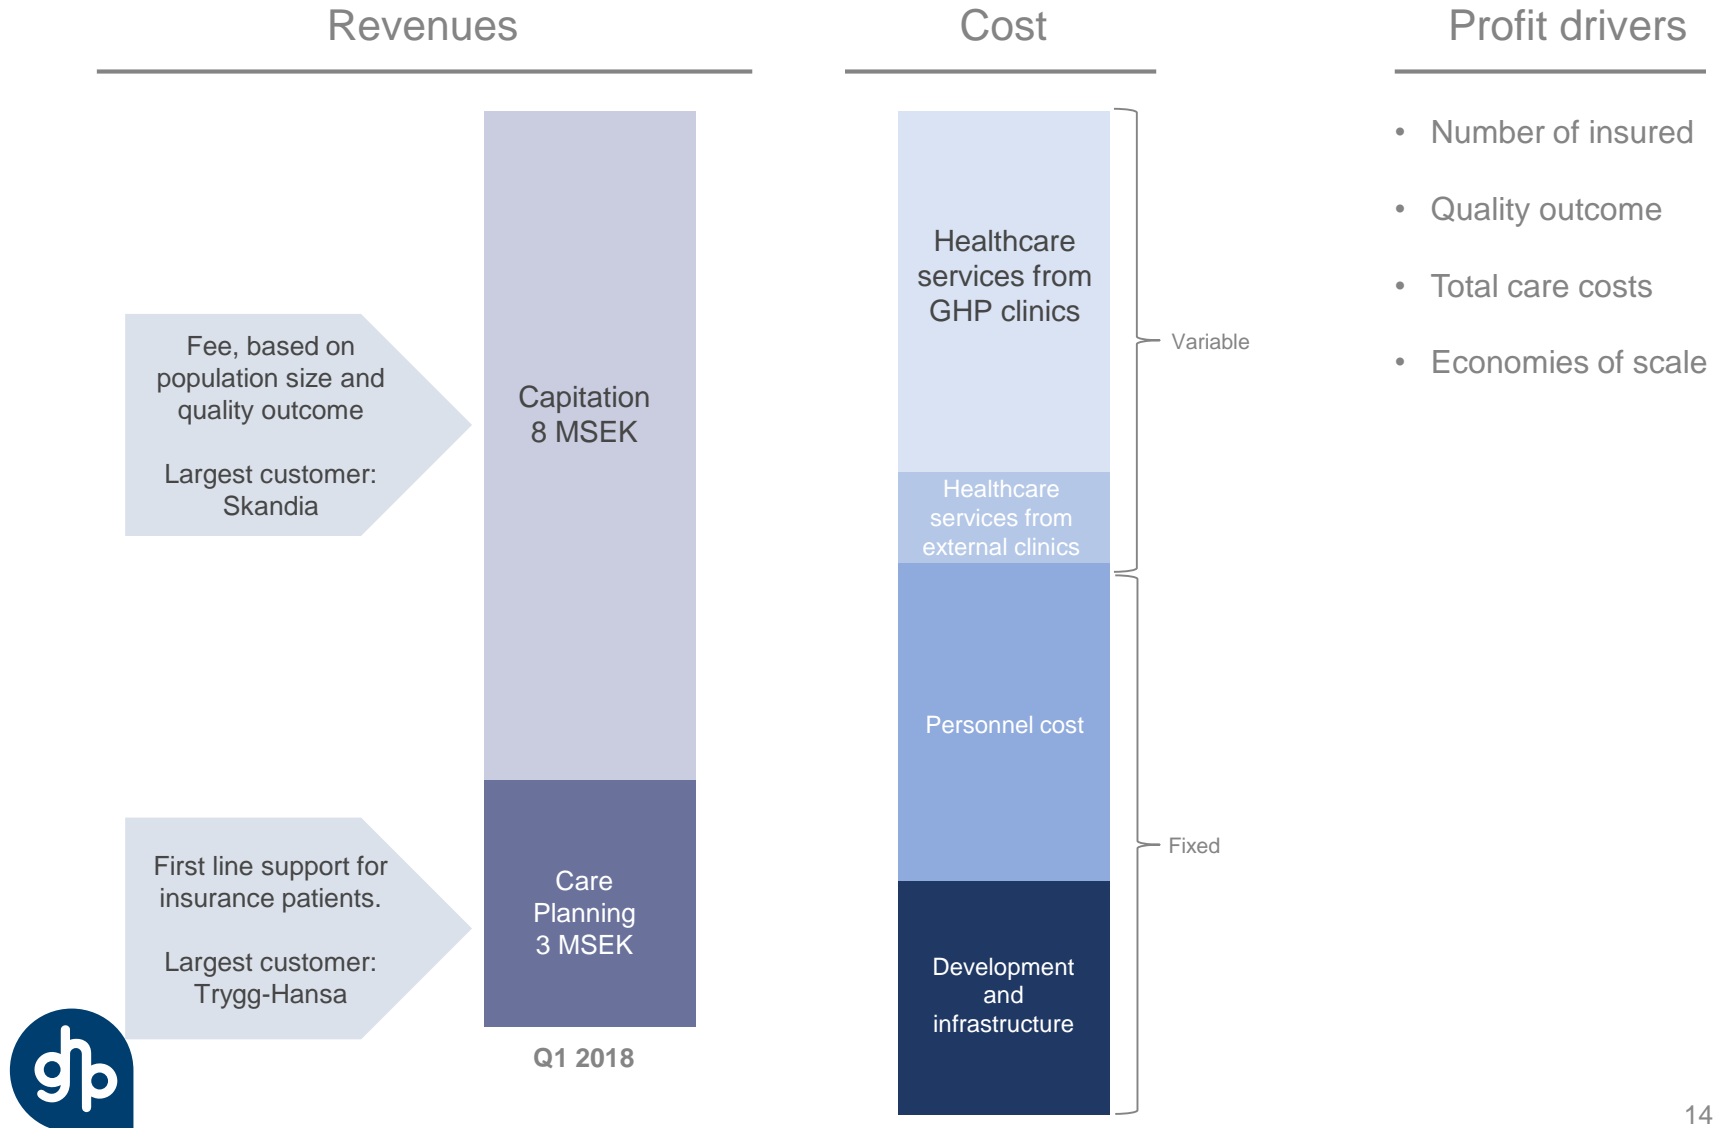 Revenues
Cost
Profit drivers
Fee, based on
population size and
quality outcome
Largest customer:
Skandia
First line support for
insurance patients.
Largest customer:
Trygg-Hansa
Capitation
8 MSEK
Care
Planning
3 MSEK
Q1 2018
Healthcare
services from
GHP clinics
Healthcare
services from
external clinics
Personnel cost
Development
and
infrastructure
Variable
Fixed
• Number of insured
• Quality outcome
• Total care costs
• Economies of scale
ghp
14